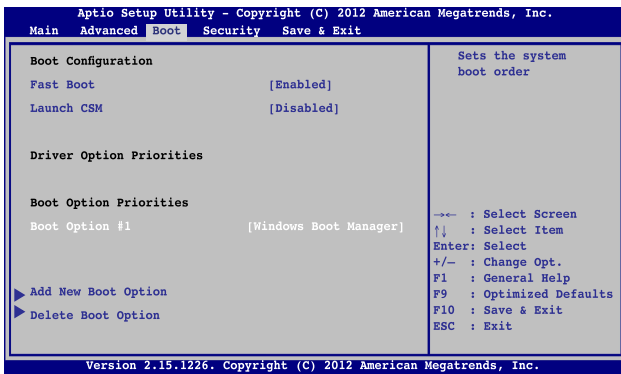 Aptio Setup Utility – Copyright (C) 2012 American Megatrends, Inc.
Main Advanced Boot Security Save & Exit
Boot Configuration
Fast Boot [Enabled]
Launch CSM [Disabled]
Driver Option Priorities
Boot Option Priorities
Boot Option #1 [Windows Boot Manager]
Add New Boot Option
Delete Boot Option
Sets the system
boot order
→← : Select Screen
↑↓ : Select Item
Enter: Select
+/— : Change Opt.
F1 : General Help
F9 : Optimized Defaults
F10 : Save & Exit
ESC : Exit
Version 2.15.1226. Copyright (C) 2012 American Megatrends, Inc.